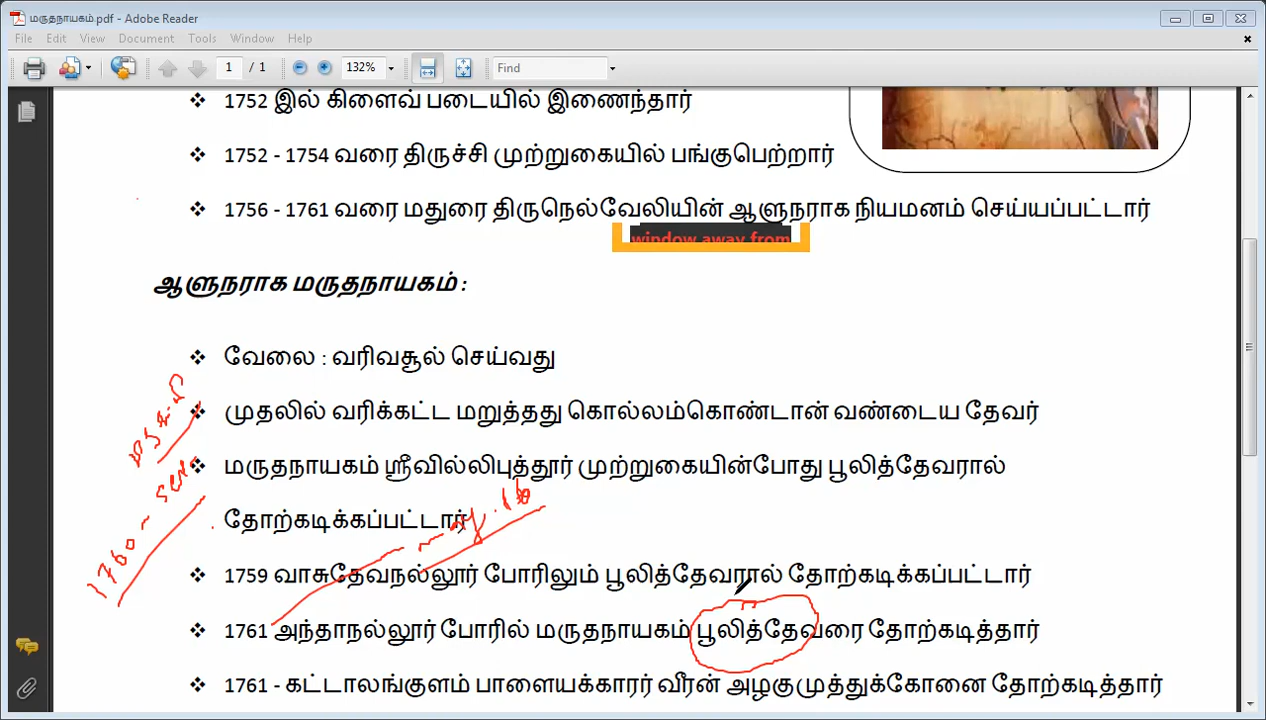 மருதநாயகம்.pdf - Adobe Reader
File Edit View Document Tools Window Help
1 / 1 132% Find
❖ 1752 இல் கிளைவ் படையில் இணைந்தார்
❖ 1752 - 1754 வரை திருச்சி முற்றுகையில் பங்குபெற்றார்
❖ 1756 - 1761 வரை மதுரை திருநெல்வேலியின் ஆளுநராக நியமனம் செய்யப்பட்டார்
window away from
ஆளுநராக மருதநாயகம் :
❖ வேலை : வரிவசூல் செய்வது
❖ முதலில் வரிக்கட்ட மறுத்தது கொல்லம்கொண்டான் வண்டைய தேவர்
❖ மருதநாயகம் ஸ்ரீவில்லிபுத்தூர் முற்றுகையின்போது பூலித்தேவரால்
தோற்கடிக்கப்பட்டார்
❖ 1759 வாசுதேவநல்லூர் போரிலும் பூலித்தேவரால் தோற்கடிக்கப்பட்டார்
1760 -
❖ 1761 அந்தாநல்லூர் போரில் மருதநாயகம் பூலித்தேவரை தோற்கடித்தார்
❖ 1761 - கட்டாலங்குளம் பாளையக்காரர் வீரன் அழகுமுத்துக்கோனை தோற்கடித்தார்